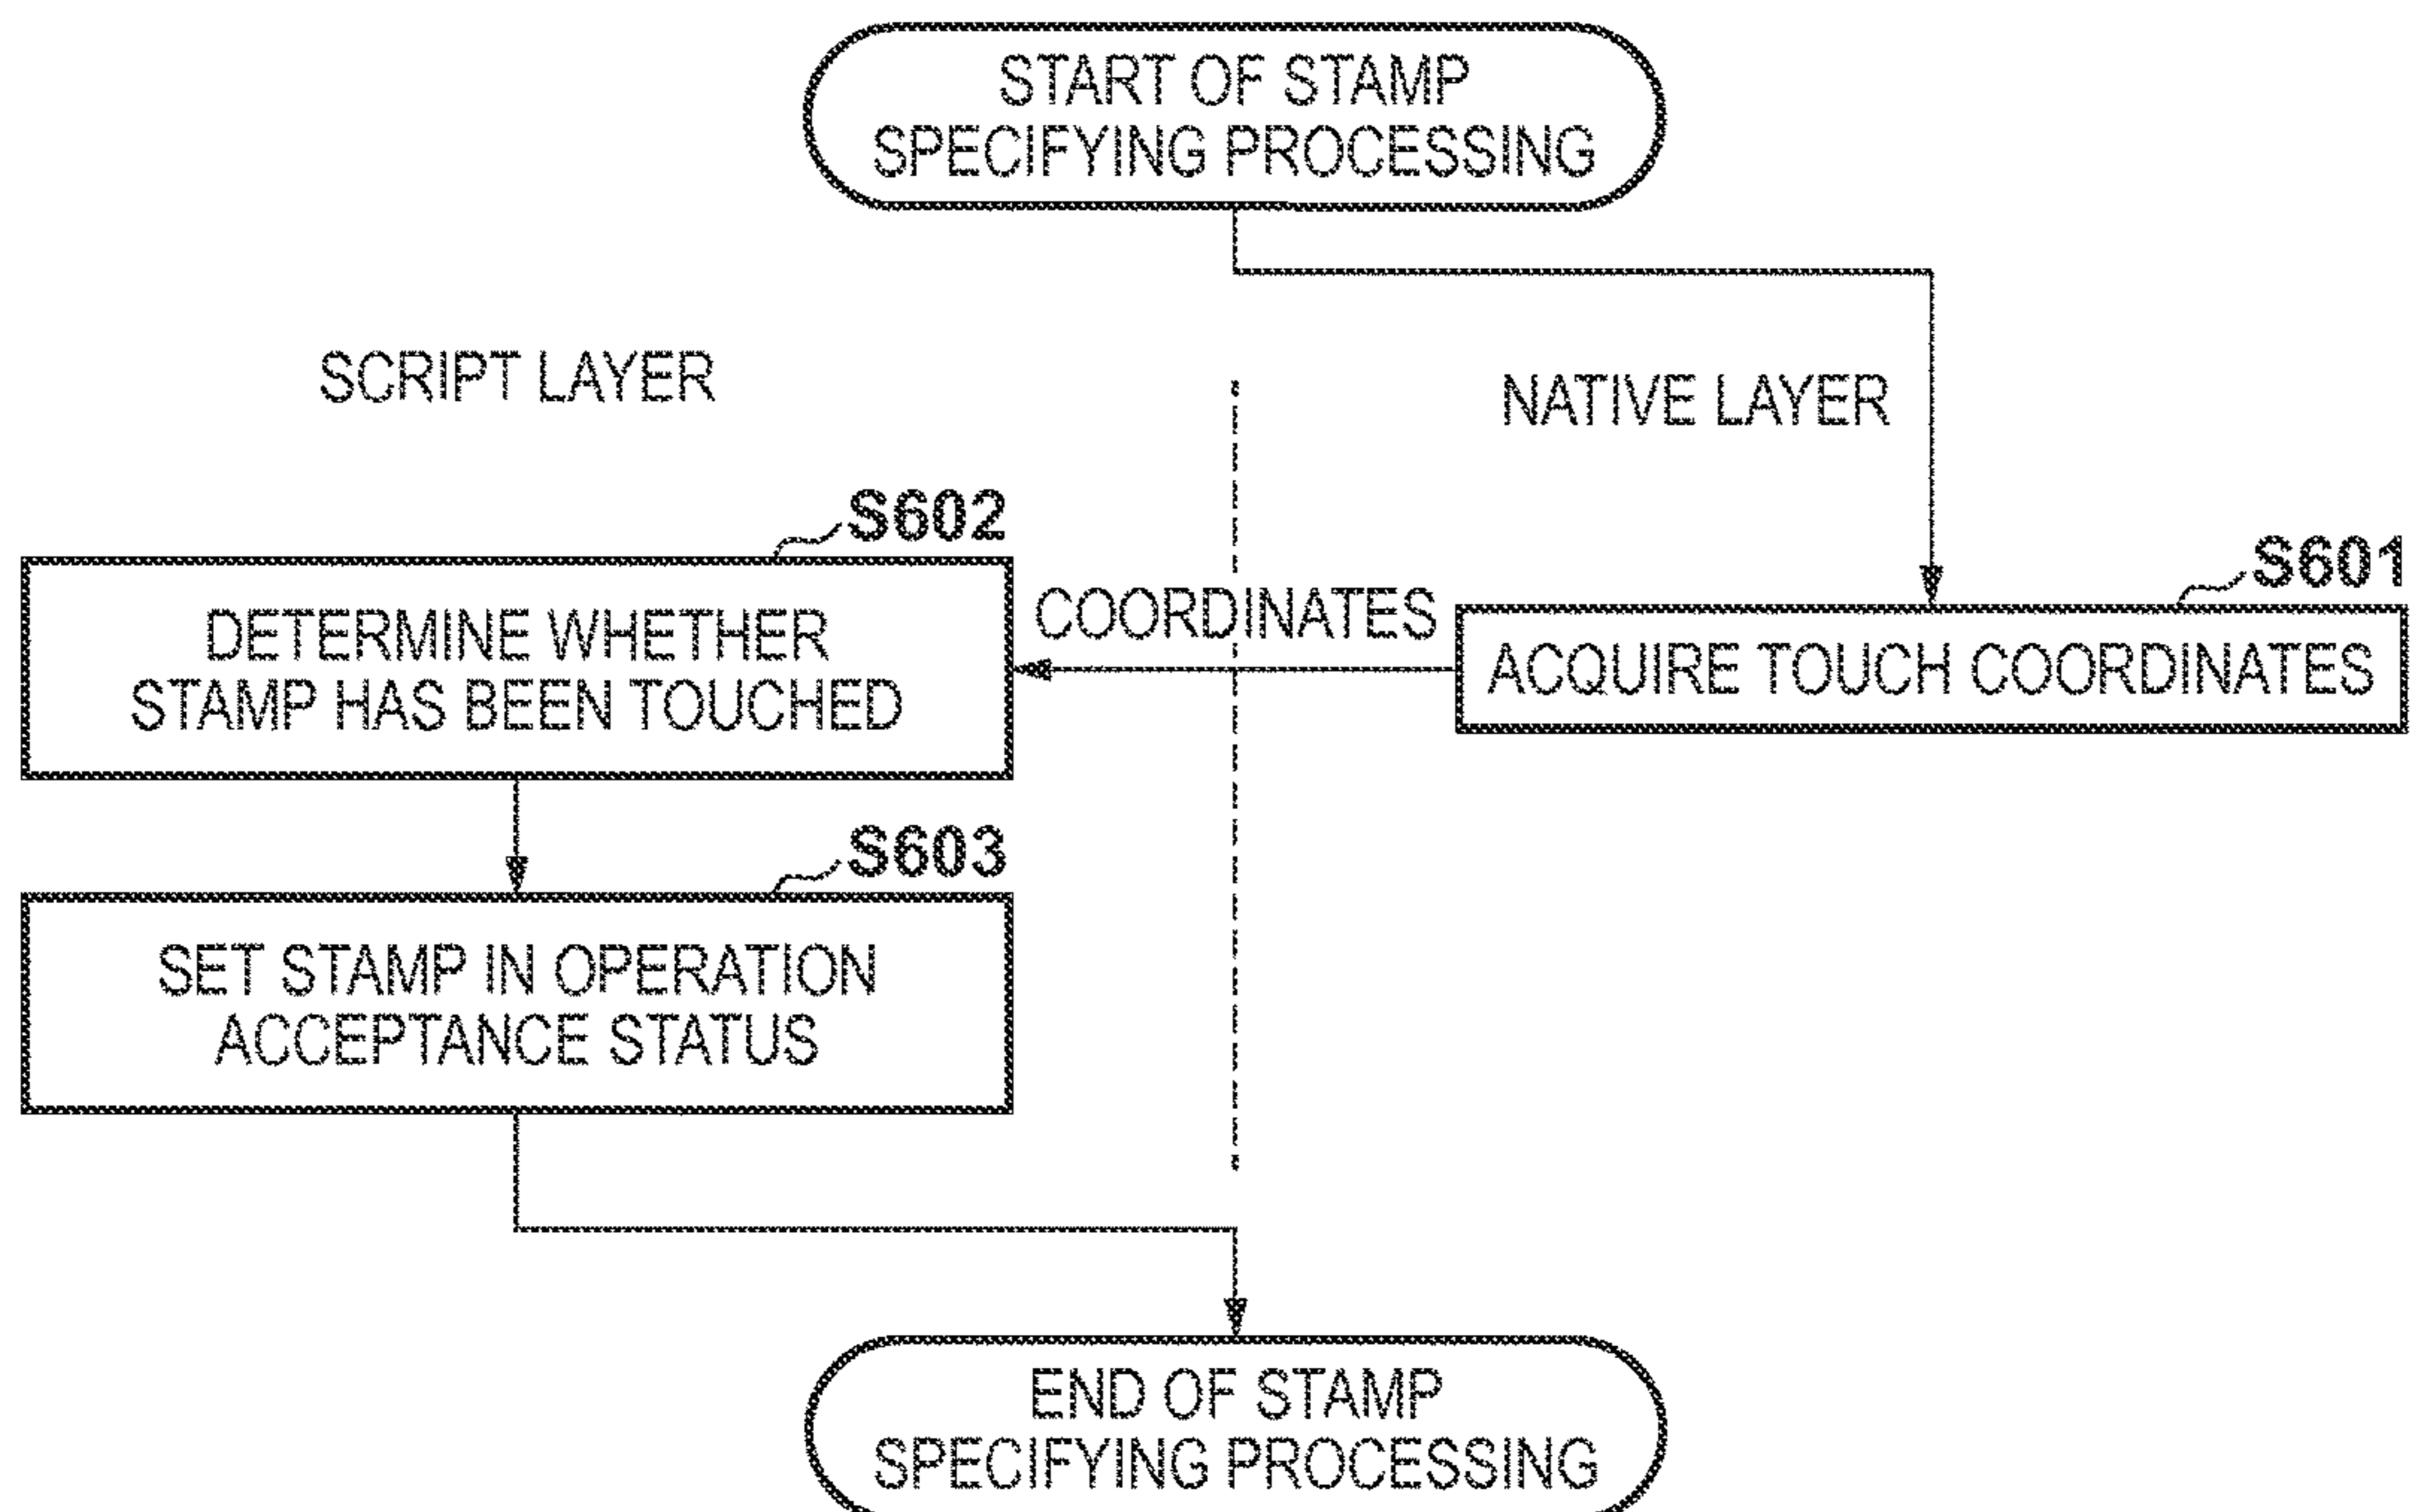 START OF STAMP
SPECIFYING PROCESSING
SCRIPT LAYER
NATIVE LAYER
S602
S601
DETERMINE WHETHER
STAMP HAS BEEN TOUCHED
COORDINATES
ACQUIRE TOUCH COORDINATES
S603
SET STAMP IN OPERATION
ACCEPTANCE STATUS
END OF STAMP
SPECIFYING PROCESSING